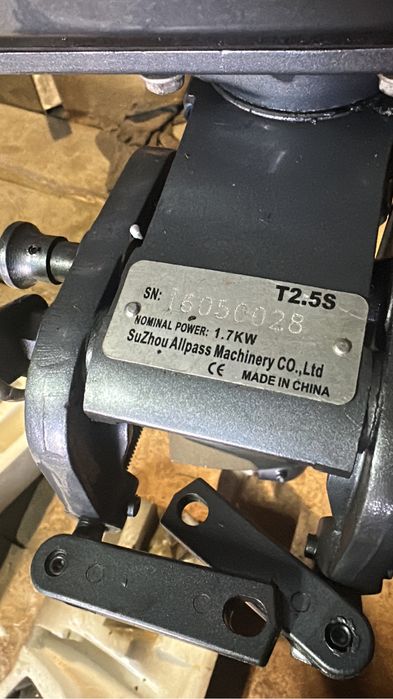 T2.5S
SN: 16050028
NOMINAL POWER: 1.7KW
SuZhou Allpass Machinery CO.,Ltd
CE MADE IN CHINA